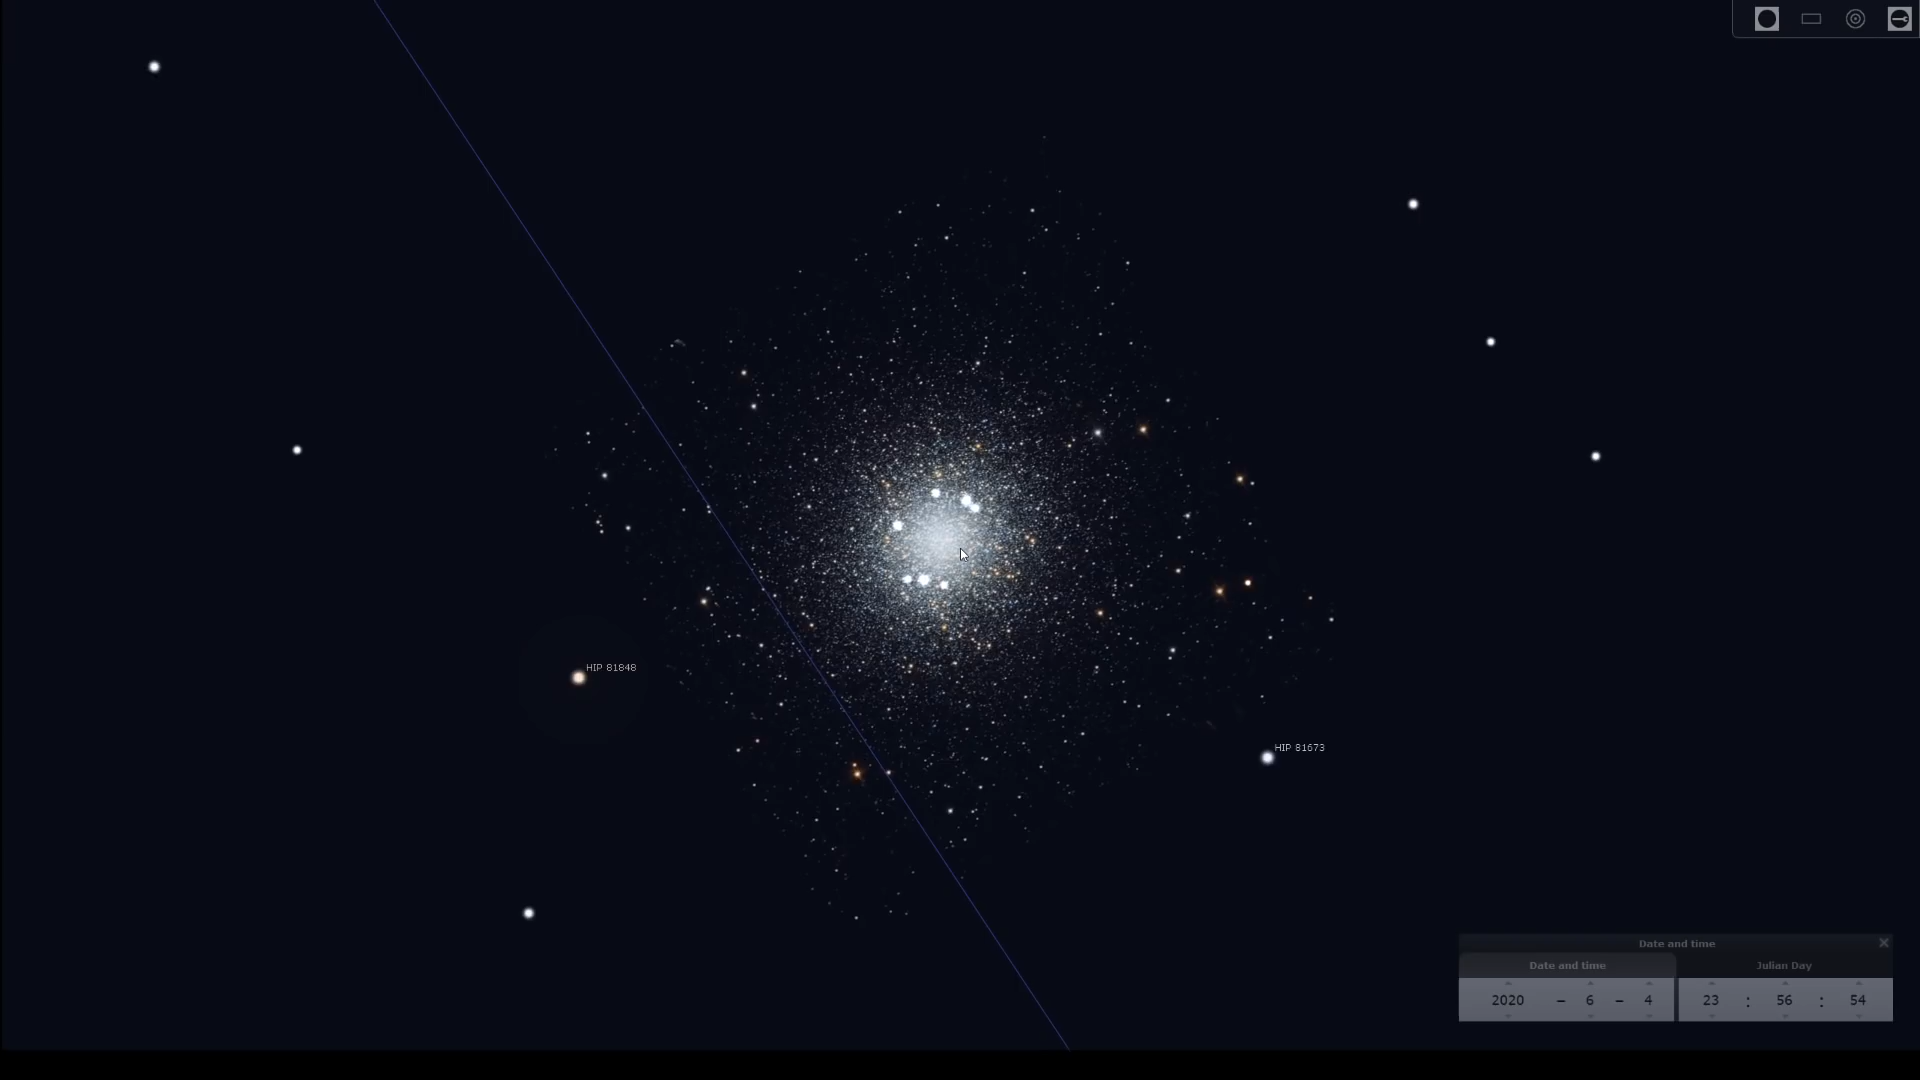 HIP 81848
HIP 81673
Date and time
Date and time
Julian Day
2020 – 6 – 4
23 : 56 : 54